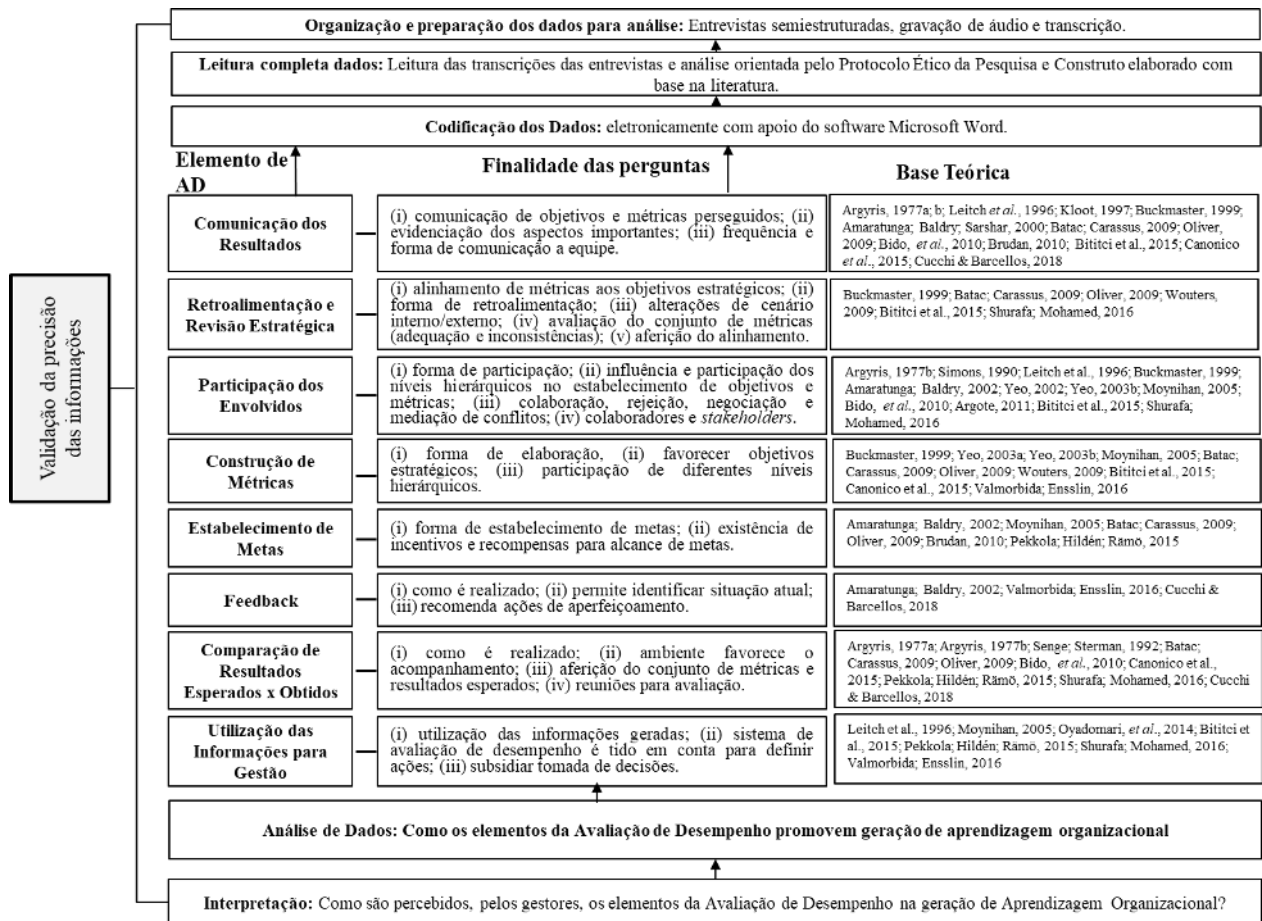 Organização e preparação dos dados para análise: Entrevistas semiestruturadas, gravação de áudio e transcrição.
Leitura completa dados: Leitura das transcrições das entrevistas e análise orientada pelo Protocolo Ético da Pesquisa e Construto elaborado com
base na literatura.
Codificação dos Dados: eletronicamente com apoio do software Microsoft Word.
Elemento de
AD
Finalidade das perguntas
Base Teórica
Comunicação dos
Resultados
(i) comunicação de objetivos e métricas perseguidos; (ii)
evidenciação dos aspectos importantes; (iii) frequência e
forma de comunicação a equipe.
Argyris, 1977a; b; Leitch et al., 1996; Kloot, 1997; Buckmaster, 1999;
Amaratunga; Baldry; Sarshar, 2000; Batac; Carassus, 2009; Oliver,
2009; Bido, et al., 2010; Brudan, 2010; Bititci et al., 2015; Canonico
et al., 2015; Cucchi & Barcellos, 2018
Retroalimentação e
Revisão Estratégica
(i) alinhamento de métricas aos objetivos estratégicos; (ii)
forma de retroalimentação; (iii) alterações de cenário
interno/externo; (iv) avaliação do conjunto de métricas
(adequação e inconsistências); (v) aferição do alinhamento.
Buckmaster, 1999; Batac; Carassus, 2009; Oliver, 2009; Wouters,
2009; Bititci et al., 2015; Shurafa; Mohamed, 2016
Participação dos
Envolvidos
(i) forma de participação; (ii) influência e participação dos
níveis hierárquicos no estabelecimento de objetivos e
métricas; (iii) colaboração, rejeição, negociação e
mediação de conflitos; (iv) colaboradores e stakeholders.
Argyris, 1977b; Simons, 1990; Leitch et al., 1996; Buckmaster, 1999;
Amaratunga; Baldry, 2002; Yeo, 2002; Yeo, 2003b; Moynihan, 2005;
Bido, et al., 2010; Argote, 2011; Bititci et al., 2015; Shurafa;
Mohamed, 2016
Construção de
Métricas
(i) forma de elaboração, (ii) favorecer objetivos
estratégicos; (iii) participação de diferentes níveis
hierárquicos.
Buckmaster, 1999; Yeo, 2003a; Yeo, 2003b; Moynihan, 2005; Batac;
Carassus, 2009; Oliver, 2009; Wouters, 2009; Bititci et al., 2015;
Canonico et al., 2015; Valmorbida; Ensslin, 2016
Estabelecimento de
Metas
(i) forma de estabelecimento de metas; (ii) existência de
incentivos e recompensas para alcance de metas.
Amaratunga; Baldry, 2002; Moynihan, 2005; Batac; Carassus, 2009;
Oliver, 2009; Brudan, 2010; Pekkola; Hildén; Rämö, 2015
Feedback
(i) como é realizado; (ii) permite identificar situação atual;
(iii) recomenda ações de aperfeiçoamento.
Amaratunga; Baldry, 2002; Valmorbida; Ensslin, 2016; Cucchi &
Barcellos, 2018
Comparação de
Resultados
Esperados x Obtidos
(i) como é realizado; (ii) ambiente favorece o
acompanhamento; (iii) aferição do conjunto de métricas e
resultados esperados; (iv) reuniões para avaliação.
Argyris, 1977a; Argyris, 1977b; Senge; Sterman, 1992; Batac;
Carassus, 2009; Oliver, 2009; Bido, et al., 2010; Canonico et al.,
2015; Pekkola; Hildén; Rämö, 2015; Shurafa; Mohamed, 2016; Cucchi
& Barcellos, 2018
Utilização das
Informações para
Gestão
(i) utilização das informações geradas; (ii) sistema de
avaliação de desempenho é tido em conta para definir
ações; (iii) subsidiar tomada de decisões.
Leitch et al., 1996; Moynihan, 2005; Oyadomari, et al., 2014; Bititci et
al., 2015; Pekkola; Hildén; Rämö, 2015; Shurafa; Mohamed, 2016;
Valmorbida; Ensslin, 2016
Validação da precisão
das informações
Análise de Dados: Como os elementos da Avaliação de Desempenho promovem geração de aprendizagem organizacional
Interpretação: Como são percebidos, pelos gestores, os elementos da Avaliação de Desempenho na geração de Aprendizagem Organizacional?